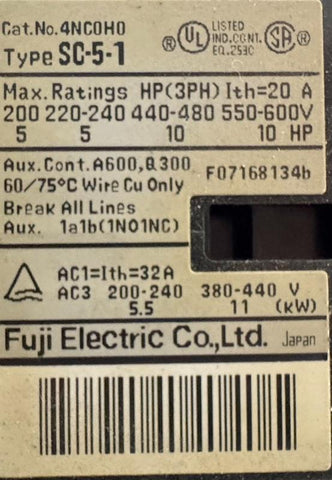 Cat.No.4NC0H0
Type SC-5-1
® UL LISTED
IND.CONT.
EQ.253C
SA ®
Max. Ratings HP(3PH) Ith=20 A
200 220-240 440-480 550-600V
5 5 10 10 HP
Aux.Cont.A600,Q300
60/75°C Wire Cu Only
F07168134b
Break All Lines
Aux. 1a1b(1NO1NC)
AC1=Ith=32A
AC3 200-240 380-440 V
5.5 11 (kW)
Fuji Electric Co.,Ltd. Japan